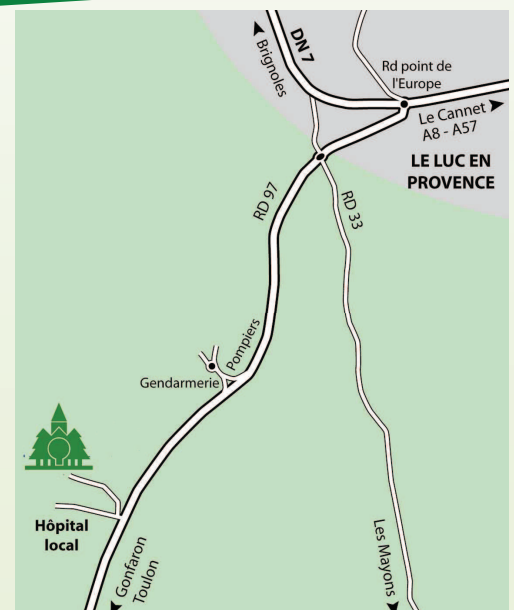 DN 7
Brignoles
Rd point de
l'Europe
Le Cannet
A8 - A57
LE LUC EN
PROVENCE
RD 97
RD 33
Pompiers
Gendarmerie
Hôpital
local
Gonfaron
Toulon
Les Mayons